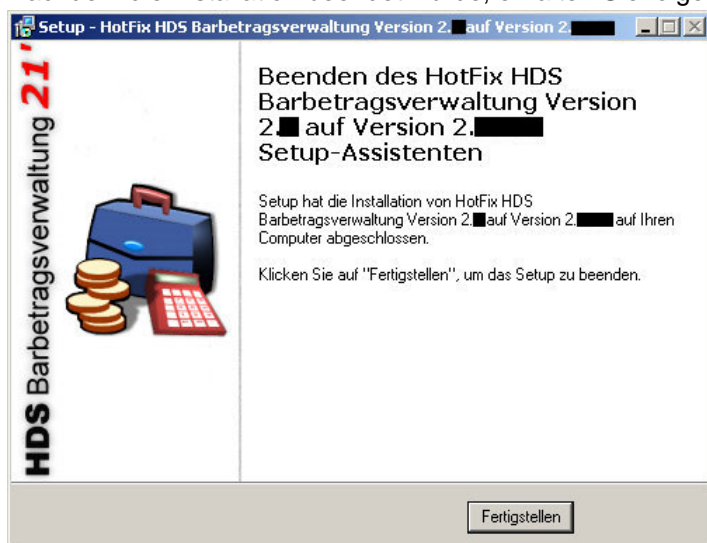 Setup - HotFix HDS Barbetragsverwaltung Version 2. auf Version 2.
HDS Barbetragsverwaltung 21'
Beenden des HotFix HDS
Barbetragsverwaltung Version
2. auf Version 2.
Setup-Assistenten
Setup hat die Installation von HotFix HDS
Barbetragsverwaltung Version 2. auf Version 2. auf Ihren
Computer abgeschlossen.
Klicken Sie auf "Fertigstellen", um das Setup zu beenden.
Fertigstellen